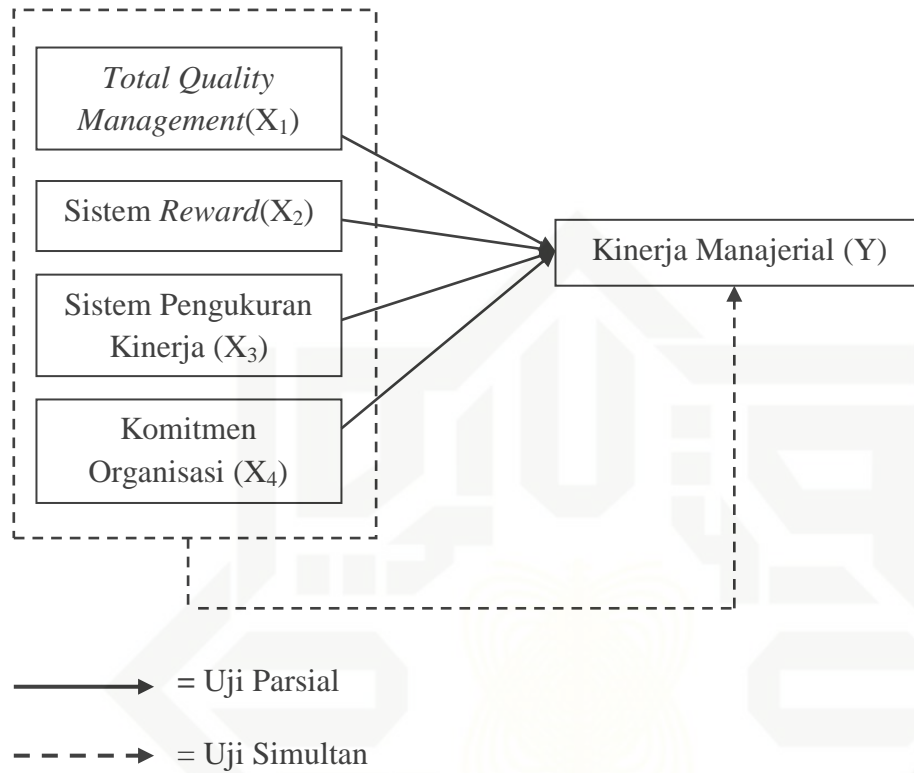 Total Quality
Management(X₁)
Sistem Reward(X₂)
Sistem Pengukuran
Kinerja (X₃)
Komitmen
Organisasi (X₄)
Kinerja Manajerial (Y)
= Uji Parsial
= Uji Simultan